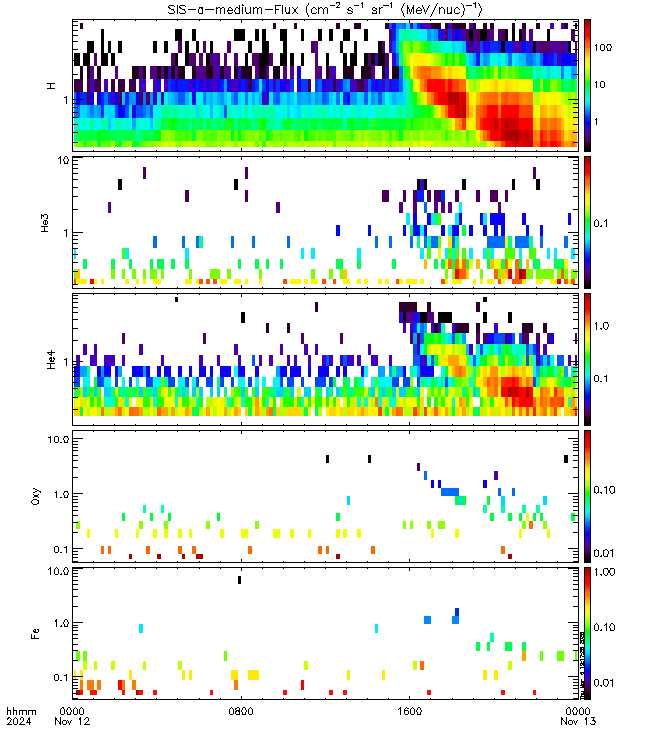 SIS-a-medium-Flux (cm⁻² s⁻¹ sr⁻¹ (MeV/nuc)⁻¹)
H
1
100
10
1
He3
10
1
0.1
He4
1
1.0
0.1
Oxy
10.0
1.0
0.1
0.10
0.01
Fe
10.0
1.0
0.1
1.00
0.10
0.01
hhmm 0000 0800 1600 0000
2024 Nov 12 Nov 13